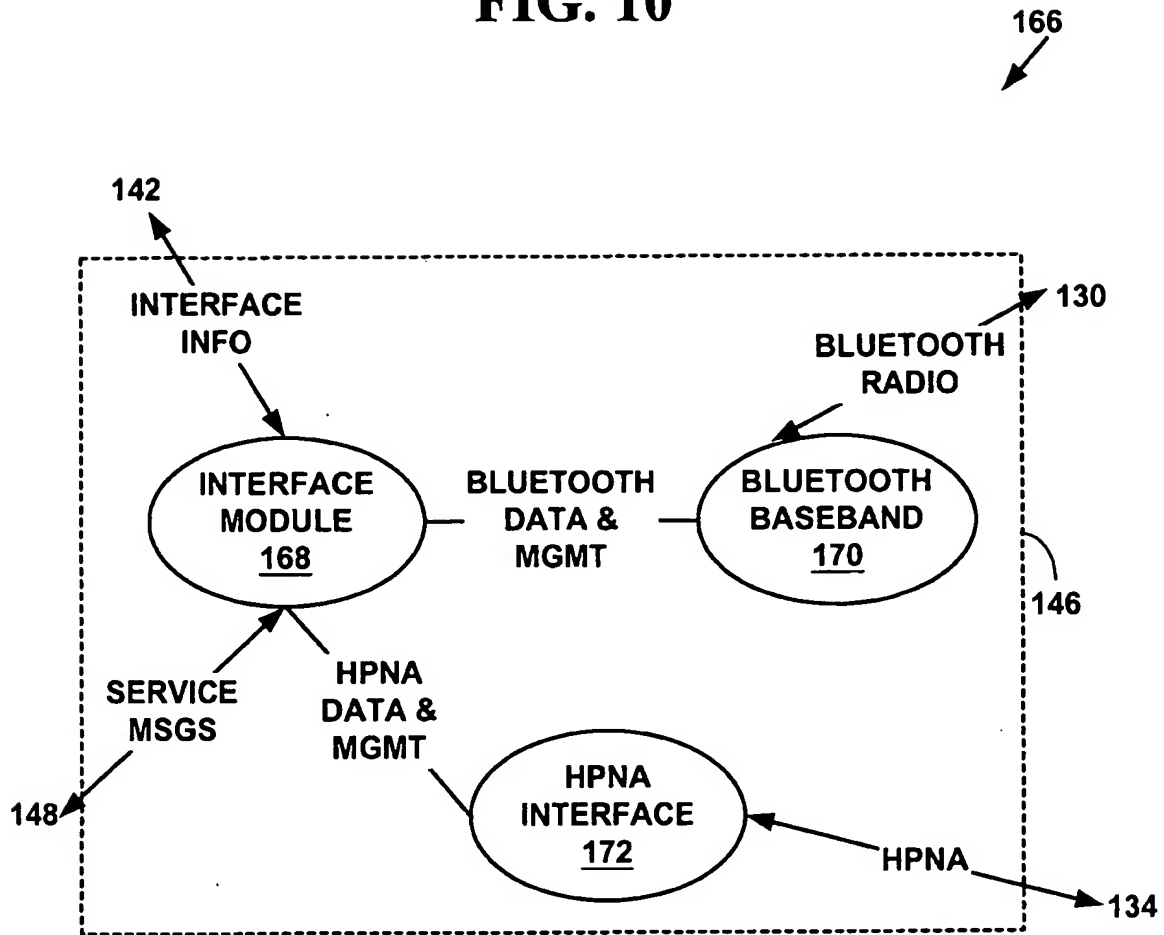 FIG. 10
166
142
INTERFACE
INFO
130
BLUETOOTH
RADIO
INTERFACE
MODULE
168
BLUETOOTH
DATA &
MGMT
BLUETOOTH
BASEBAND
170
146
SERVICE
MSGS
HPNA
DATA &
MGMT
148
HPNA
INTERFACE
172
HPNA
134